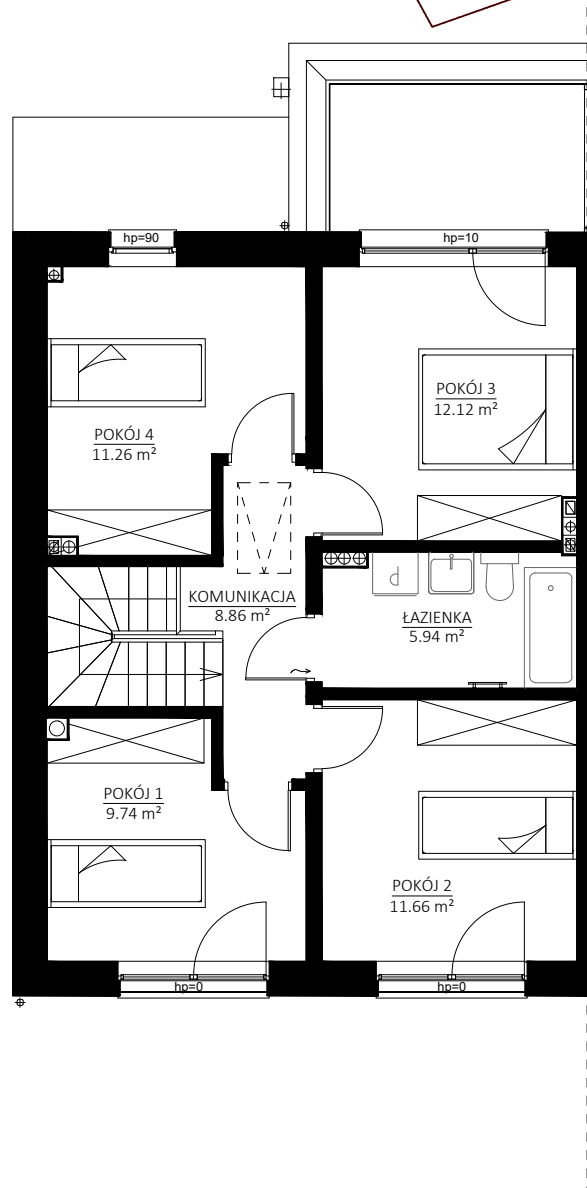 hp=90
hp=10
POKÓJ 3
12.12 m²
POKÓJ 4
11.26 m²
KOMUNIKACJA
8.86 m²
d
ŁAZIENKA
5.94 m²
POKÓJ 1
9.74 m²
POKÓJ 2
11.66 m²
hp=0
hp=0